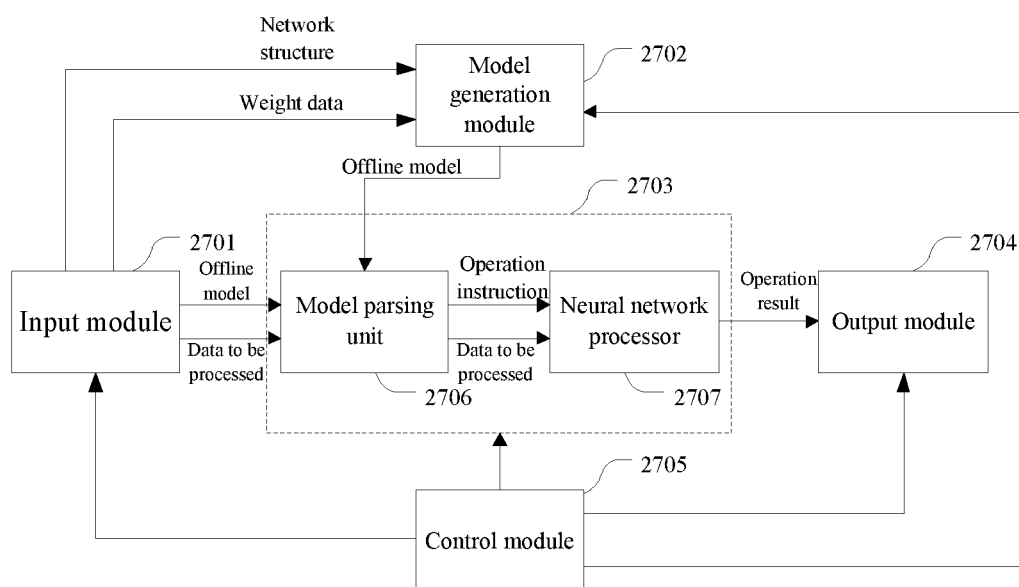 Network
structure
2702
Model
generation
module
Weight data
Offline model
2703
2701
2704
Offline
model
Operation
instruction
Operation
result
Input module
Model parsing
unit
Neural network
processor
Output module
Data to be
processed
Data to be
processed
2706
2707
2705
Control module